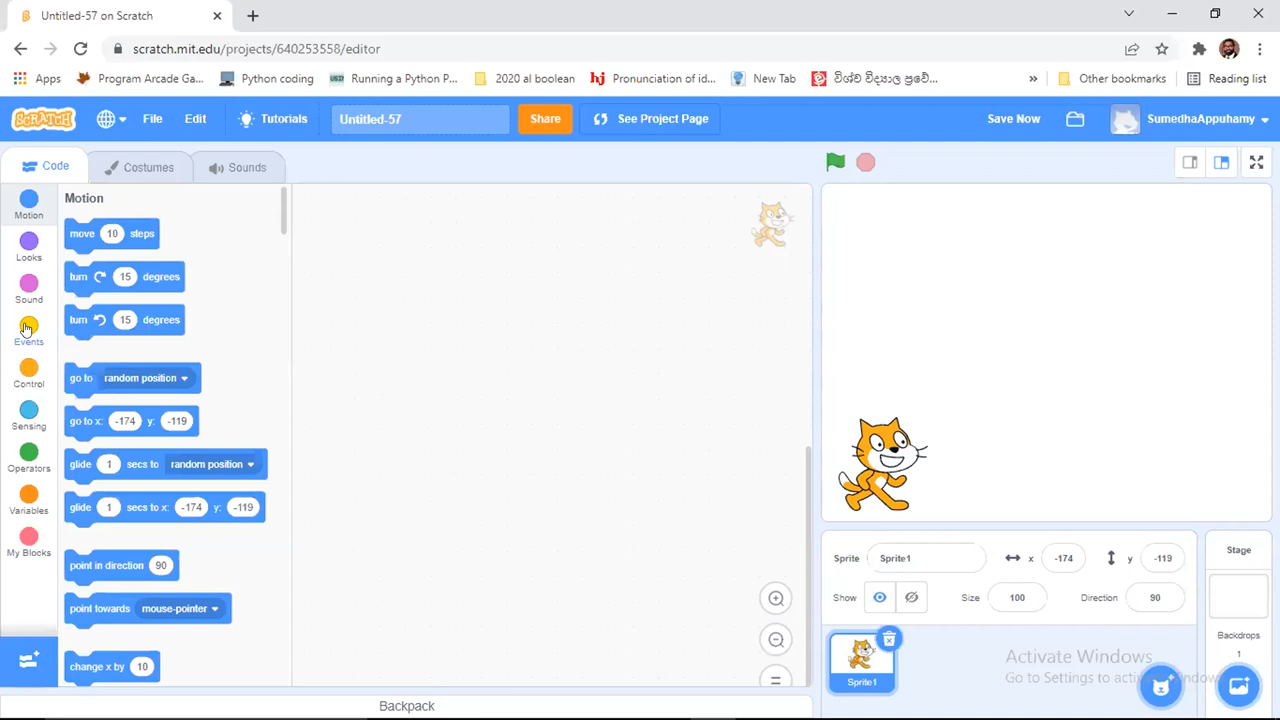 Untitled-57 on Scratch
scratch.mit.edu/projects/640253558/editor
Apps Program Arcade Ga... Python coding Running a Python P... 2020 al boolean Pronunciation of id... New Tab විශ්ව විද්‍යාල ප්‍රවේ... Other bookmarks Reading list
SCRATCH File Edit Tutorials Untitled-57 Share See Project Page Save Now SumedhaAppuhamy
Code Costumes Sounds
Motion
Looks
Sound
Events
Control
Sensing
Operators
Variables
My Blocks
Motion
move 10 steps
turn 15 degrees
turn 15 degrees
go to random position
go to x: -174 y: -119
glide 1 secs to random position
glide 1 secs to x: -174 y: -119
point in direction 90
point towards mouse-pointer
change x by 10
Backpack
Sprite Sprite1 x -174 y -119
Show Size 100 Direction 90
Sprite1
Stage
Backdrops
1
Activate Windows
Go to Settings to activate Windows.